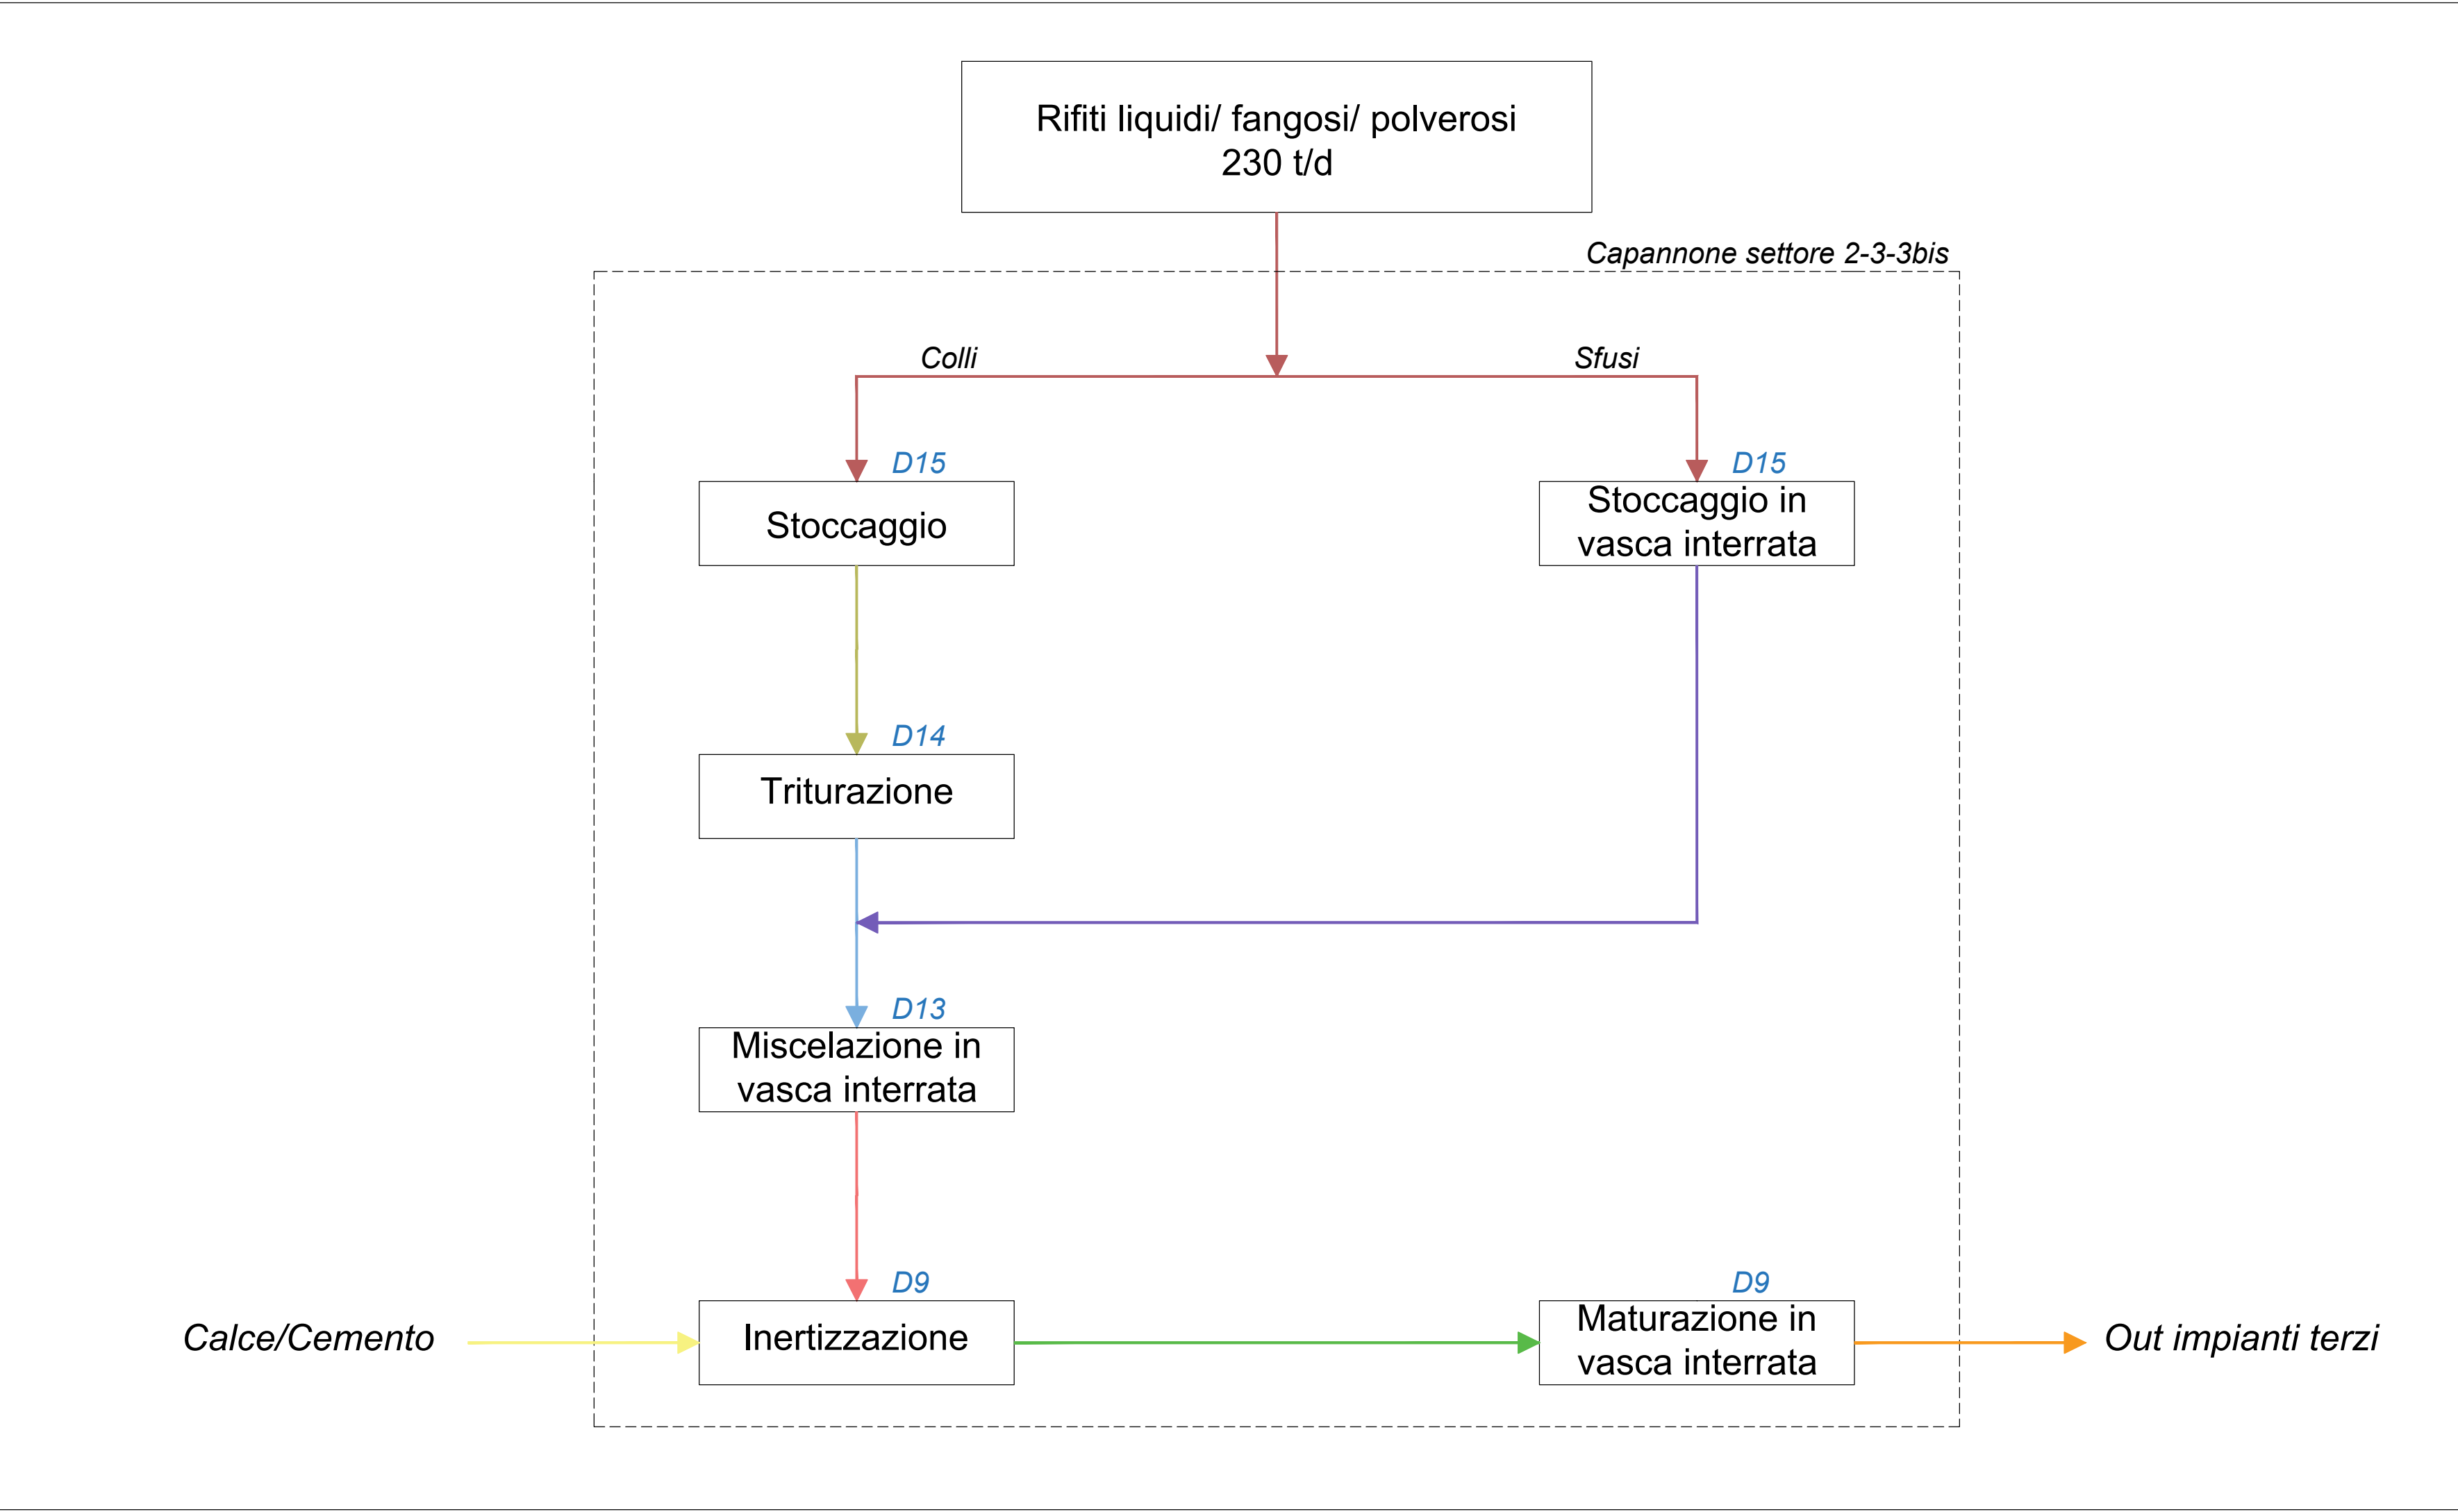 Rifiti liquidi/ fangosi/ polverosi
230 t/d
Capannone settore 2-3-3bis
Colli
Sfusi
D15
D15
Stoccaggio
Stoccaggio in
vasca interrata
D14
Triturazione
D13
Miscelazione in
vasca interrata
D9
D9
Calce/Cemento
Inertizzazione
Maturazione in
vasca interrata
Out impianti terzi